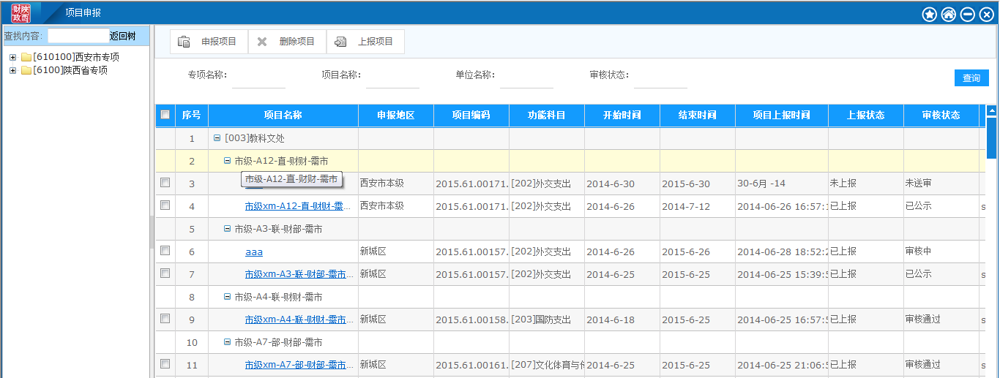 财陕
政西
项目申报
查找内容: 返回树
[610100]西安市专项
[6100]陕西省专项
申报项目 删除项目 上报项目
专项名称: 项目名称: 单位名称: 审核状态: 查询
序号 项目名称 申报地区 项目编码 功能科目 开始时间 结束时间 项目上报时间 上报状态 审核状态
1 [003]教科文处
2 市级-A12-直-财财-需市
市级-A12-直-财财-需市
3 西安市本级 2015.61.00171. [202]外交支出 2014-6-30 2015-6-30 30-6月 -14 未上报 未送审
4 市级xm-A12-直-财财-需... 西安市本级 2015.61.00171. [202]外交支出 2014-6-26 2014-7-12 2014-06-26 16:57: 已上报 已公示 s
5 市级-A3-联-财部-需市
6 aaa 新城区 2015.61.00157. [202]外交支出 2014-6-26 2015-6-26 2014-06-28 18:52: 已上报 审核中
7 市级xm-A3-联-财部-需市... 新城区 2015.61.00157. [202]外交支出 2014-6-25 2015-6-25 2014-06-25 15:39: 已上报 已公示 s
8 市级-A4-联-财财-需市
9 市级xm-A4-联-财财-需市... 新城区 2015.61.00158. [203]国防支出 2014-6-18 2015-6-25 2014-06-25 16:57: 已上报 审核通过 s
10 市级-A7-部-财部-需市
11 市级xm-A7-部-财部-需市... 新城区 2015.61.00161. [207]文化体育与 2014-6-25 2015-6-25 2014-06-25 21:06: 已上报 审核通过 s